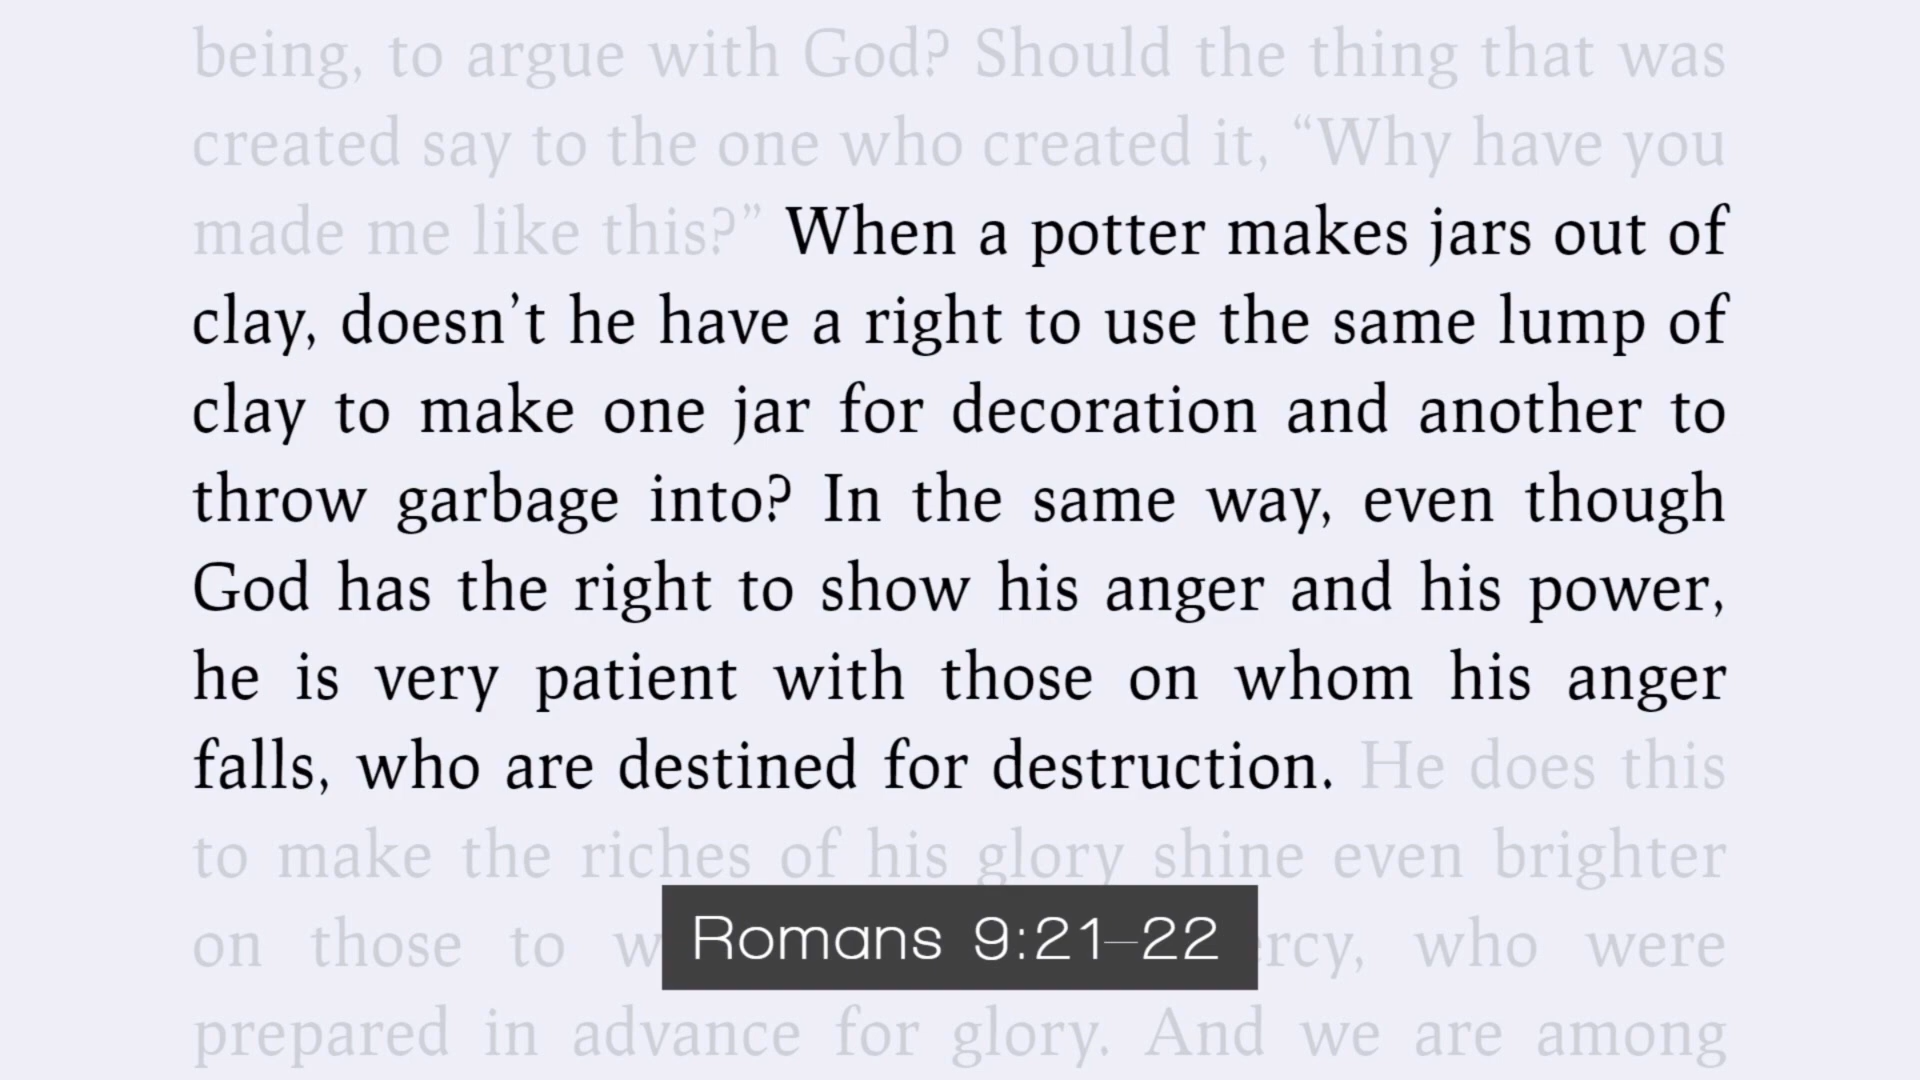 being, to argue with God? Should the thing that was
created say to the one who created it, “Why have you
made me like this?” When a potter makes jars out of
clay, doesn’t he have a right to use the same lump of
clay to make one jar for decoration and another to
throw garbage into? In the same way, even though
God has the right to show his anger and his power,
he is very patient with those on whom his anger
falls, who are destined for destruction. He does this
to make the riches of his glory shine even brighter
on those to who were
Romans 9:21–22
prepared in advance for glory. And we are among